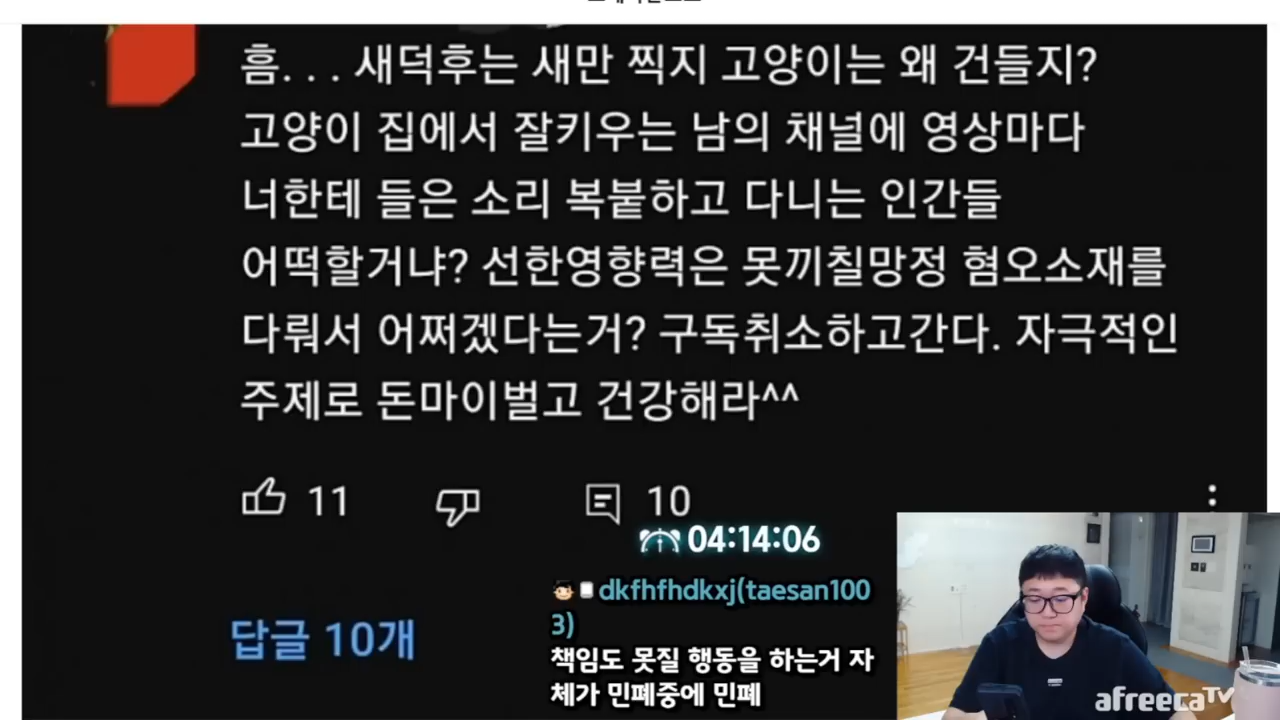 흠. . . 새덕후는 새만 찍지 고양이는 왜 건들지?
고양이 집에서 잘키우는 남의 채널에 영상마다
너한테 들은 소리 복붙하고 다니는 인간들
어떡할거냐? 선한영향력은 못끼칠망정 혐오소재를
다뤄서 어쩌겠다는거? 구독취소하고간다. 자극적인
주제로 돈마이벌고 건강해라^^
11
10
04:14:06
답글 10개
dkfhfhdkxj(taesan100
3)
책임도 못질 행동을 하는거 자
체가 민폐중에 민폐
afreecaTV